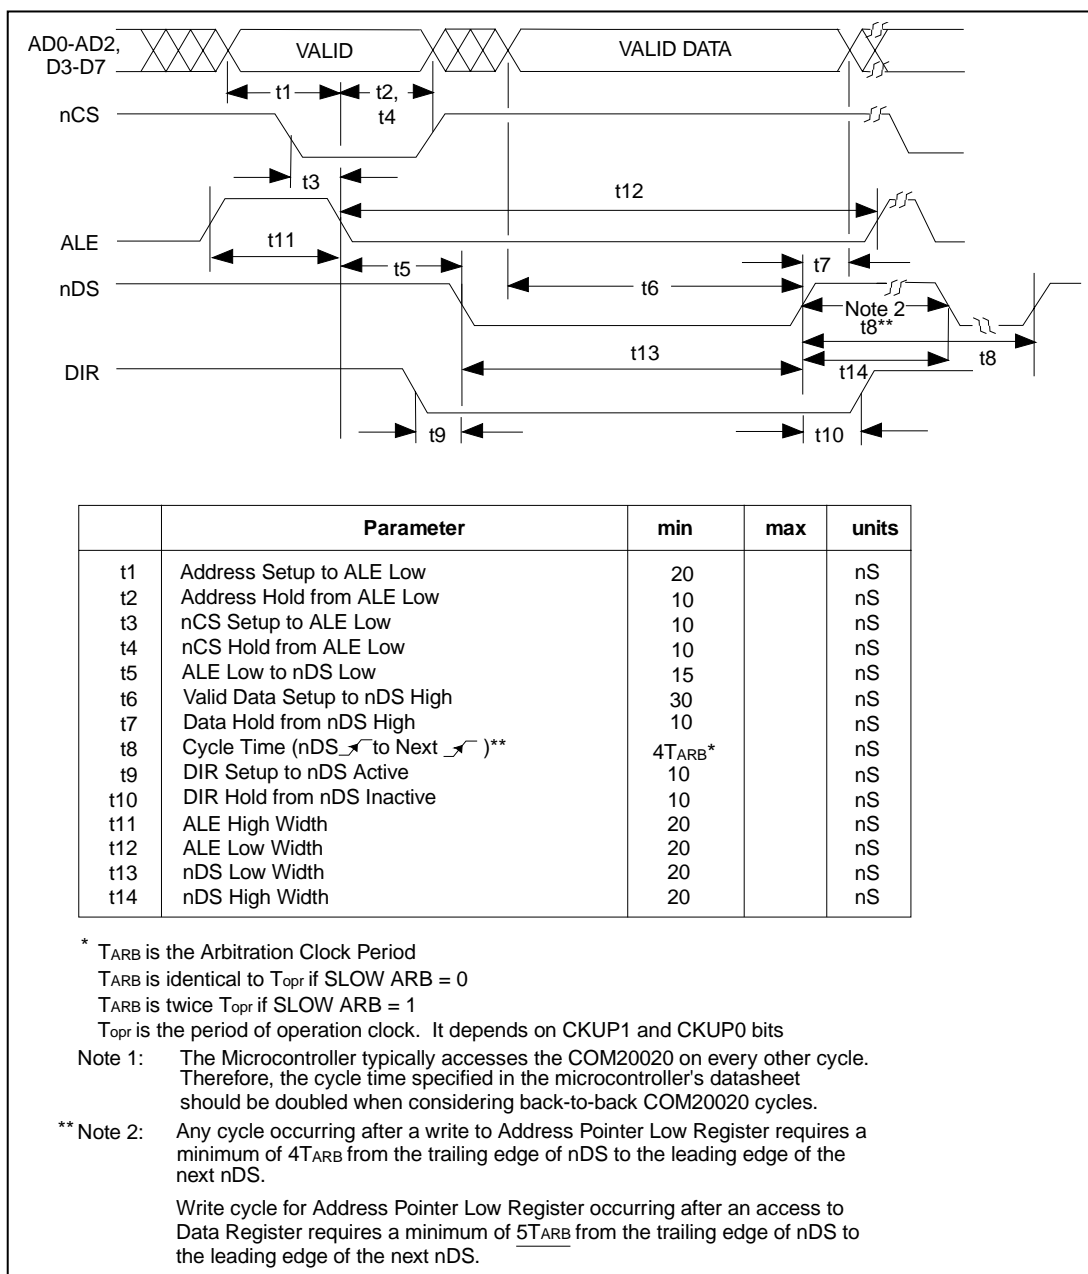 AD0-AD2,
D3-D7
VALID
VALID DATA
t1
t2,
t4
nCS
t3
t12
ALE
t11
t5
t7
nDS
t6
Note 2
t8**
t8
t13
t14
DIR
t9
t10
Parameter min max units
t1 Address Setup to ALE Low 20 nS
t2 Address Hold from ALE Low 10 nS
t3 nCS Setup to ALE Low 10 nS
t4 nCS Hold from ALE Low 10 nS
t5 ALE Low to nDS Low 15 nS
t6 Valid Data Setup to nDS High 30 nS
t7 Data Hold from nDS High 10 nS
t8 Cycle Time (nDS to Next )** 4TARB* nS
t9 DIR Setup to nDS Active 10 nS
t10 DIR Hold from nDS Inactive 10 nS
t11 ALE High Width 20 nS
t12 ALE Low Width 20 nS
t13 nDS Low Width 20 nS
t14 nDS High Width 20 nS
* TARB is the Arbitration Clock Period
TARB is identical to Topr if SLOW ARB = 0
TARB is twice Topr if SLOW ARB = 1
Topr is the period of operation clock. It depends on CKUP1 and CKUP0 bits
Note 1: The Microcontroller typically accesses the COM20020 on every other cycle.
Therefore, the cycle time specified in the microcontroller's datasheet
should be doubled when considering back-to-back COM20020 cycles.
**Note 2: Any cycle occurring after a write to Address Pointer Low Register requires a
minimum of 4TARB from the trailing edge of nDS to the leading edge of the
next nDS.
Write cycle for Address Pointer Low Register occurring after an access to
Data Register requires a minimum of 5TARB from the trailing edge of nDS to
the leading edge of the next nDS.